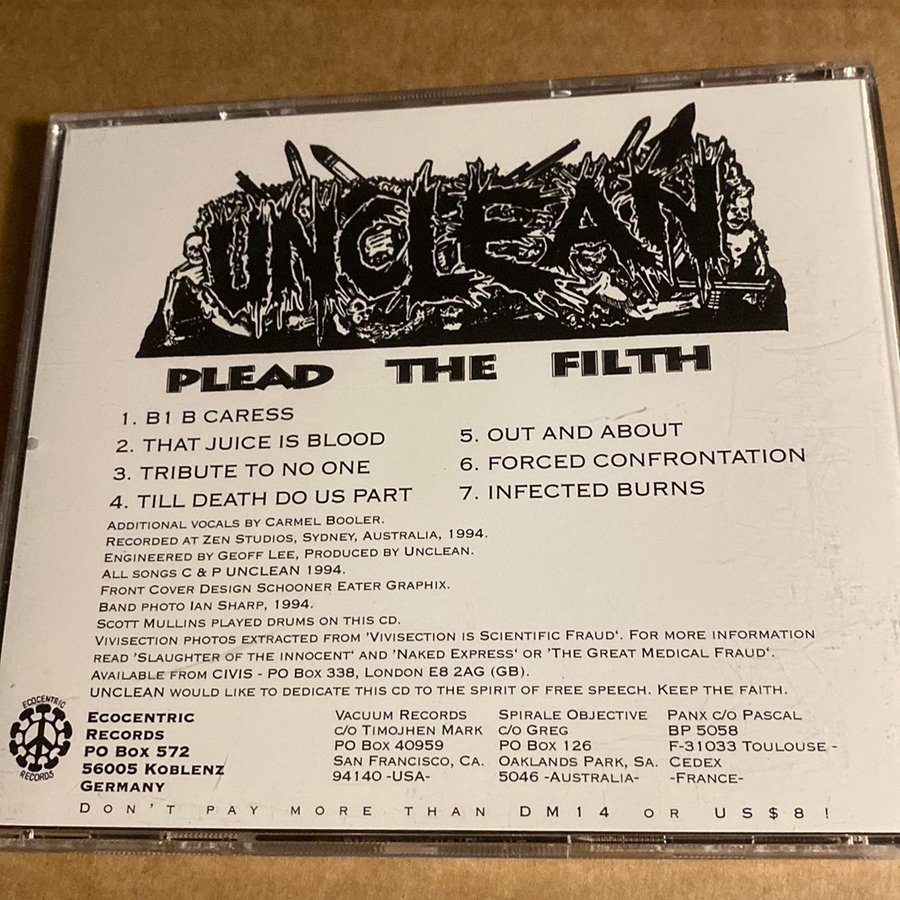 UNCLEAN
PLEAD THE FILTH
1. B1 B CARESS
2. THAT JUICE IS BLOOD
3. TRIBUTE TO NO ONE
4. TILL DEATH DO US PART
5. OUT AND ABOUT
6. FORCED CONFRONTATION
7. INFECTED BURNS
ADDITIONAL VOCALS BY CARMEL BOOLER.
RECORDED AT ZEN STUDIOS, SYDNEY, AUSTRALIA, 1994.
ENGINEERED BY GEOFF LEE, PRODUCED BY UNCLEAN.
ALL SONGS C & P UNCLEAN 1994.
FRONT COVER DESIGN SCHOONER EATER GRAPHIX.
BAND PHOTO IAN SHARP, 1994.
SCOTT MULLINS PLAYED DRUMS ON THIS CD.
VIVISECTION PHOTOS EXTRACTED FROM 'VIVISECTION IS SCIENTIFIC FRAUD'. FOR MORE INFORMATION
READ 'SLAUGHTER OF THE INNOCENT' AND 'NAKED EXPRESS' OR 'THE GREAT MEDICAL FRAUD'.
AVAILABLE FROM CIVIS - PO BOX 338, LONDON E8 2AG (GB).
UNCLEAN WOULD LIKE TO DEDICATE THIS CD TO THE SPIRIT OF FREE SPEECH. KEEP THE FAITH.
ECOCENTRIC
RECORDS
ECOCENTRIC
RECORDS
PO BOX 572
56005 KOBLENZ
GERMANY
VACUUM RECORDS
C/O TIMOJHEN MARK
PO BOX 40959
SAN FRANCISCO, CA.
94140 -USA-
SPIRALE OBJECTIVE
C/O GREG
PO BOX 126
OAKLANDS PARK, SA.
5046 -AUSTRALIA-
PANX C/O PASCAL
BP 5058
F-31033 TOULOUSE -
CEDEX
-FRANCE-
DON'T PAY MORE THAN DM14 OR US$8!